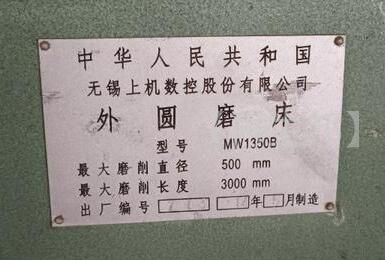 中华人民共和国
无锡上机数控股份有限公司
外圆磨床
型号 MW1350B
最大磨削直径 500 mm
最大磨削长度 3000 mm
出厂编号 年 月制造